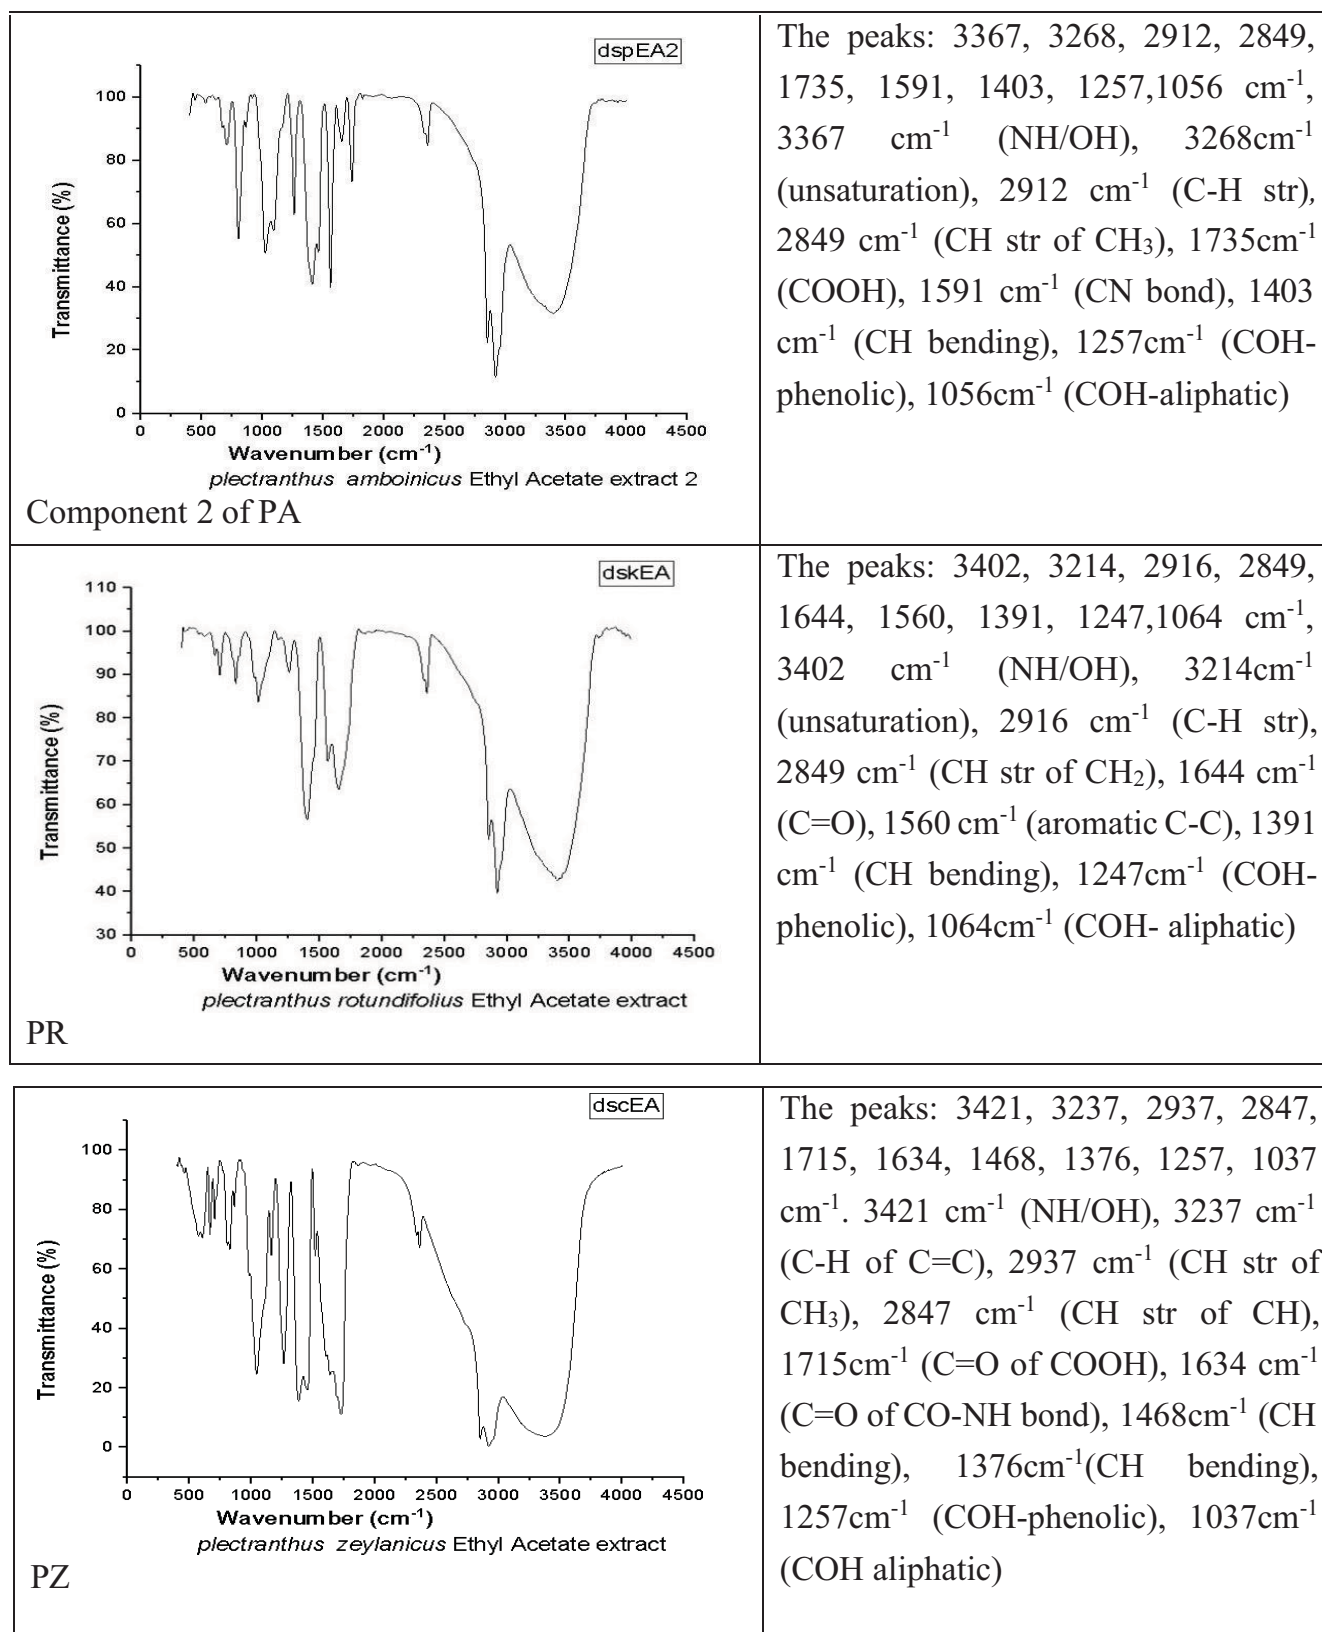 dspEA2
100
80
60
40
20
0
Transmittance (%)
0 500 1000 1500 2000 2500 3000 3500 4000 4500
Wavenumber (cm-1)
plectranthus amboinicus Ethyl Acetate extract 2
Component 2 of PA
The peaks: 3367, 3268, 2912, 2849,
1735, 1591, 1403, 1257,1056 cm-1,
3367 cm-1 (NH/OH), 3268cm-1
(unsaturation), 2912 cm-1 (C-H str),
2849 cm-1 (CH str of CH3), 1735cm-1
(COOH), 1591 cm-1 (CN bond), 1403
cm-1 (CH bending), 1257cm-1 (COH-
phenolic), 1056cm-1 (COH-aliphatic)
dskEA
110
100
90
80
70
60
50
40
30
Transmittance (%)
0 500 1000 1500 2000 2500 3000 3500 4000 4500
Wavenumber (cm-1)
plectranthus rotundifolius Ethyl Acetate extract
PR
The peaks: 3402, 3214, 2916, 2849,
1644, 1560, 1391, 1247,1064 cm-1,
3402 cm-1 (NH/OH), 3214cm-1
(unsaturation), 2916 cm-1 (C-H str),
2849 cm-1 (CH str of CH2), 1644 cm-1
(C=O), 1560 cm-1 (aromatic C-C), 1391
cm-1 (CH bending), 1247cm-1 (COH-
phenolic), 1064cm-1 (COH- aliphatic)
dscEA
100
80
60
40
20
0
Transmittance (%)
0 500 1000 1500 2000 2500 3000 3500 4000 4500
Wavenumber (cm-1)
plectranthus zeylanicus Ethyl Acetate extract
PZ
The peaks: 3421, 3237, 2937, 2847,
1715, 1634, 1468, 1376, 1257, 1037
cm-1. 3421 cm-1 (NH/OH), 3237 cm-1
(C-H of C=C), 2937 cm-1 (CH str of
CH3), 2847 cm-1 (CH str of CH),
1715cm-1 (C=O of COOH), 1634 cm-1
(C=O of CO-NH bond), 1468cm-1 (CH
bending), 1376cm-1(CH bending),
1257cm-1 (COH-phenolic), 1037cm-1
(COH aliphatic)